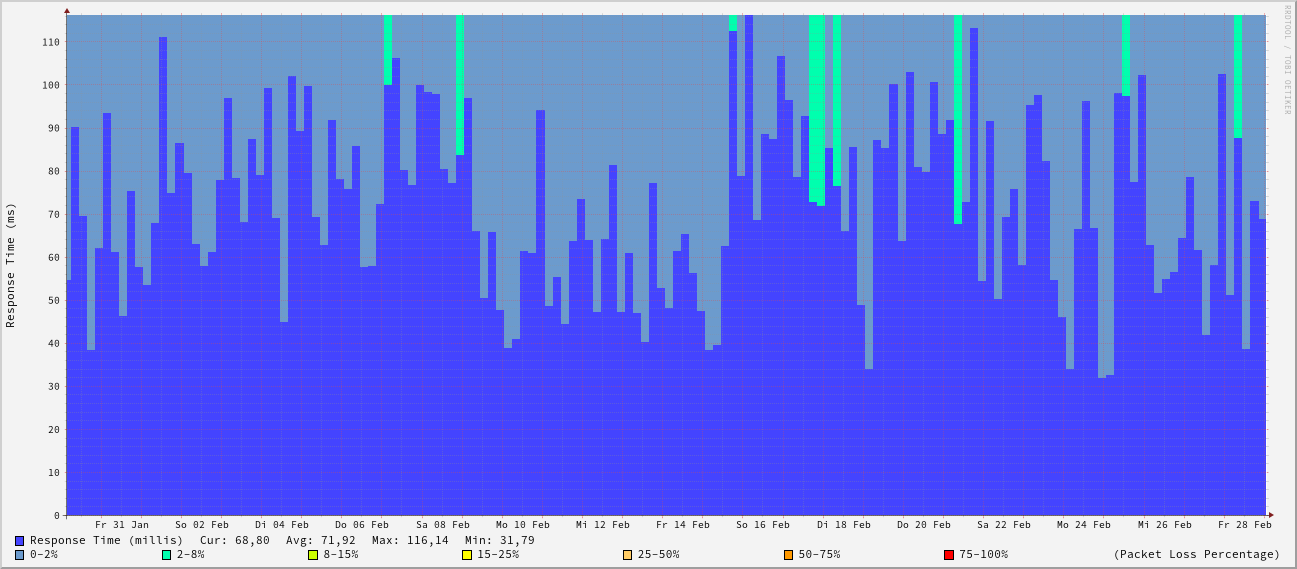 RRDTOOL / TOBI OETIKER
Response Time (ms)
110
100
90
80
70
60
50
40
30
20
10
0
Fr 31 Jan So 02 Feb Di 04 Feb Do 06 Feb Sa 08 Feb Mo 10 Feb Mi 12 Feb Fr 14 Feb So 16 Feb Di 18 Feb Do 20 Feb Sa 22 Feb Mo 24 Feb Mi 26 Feb Fr 28 Feb
Response Time (millis) Cur: 68,80 Avg: 71,92 Max: 116,14 Min: 31,79
0-2% 2-8% 8-15% 15-25% 25-50% 50-75% 75-100% (Packet Loss Percentage)